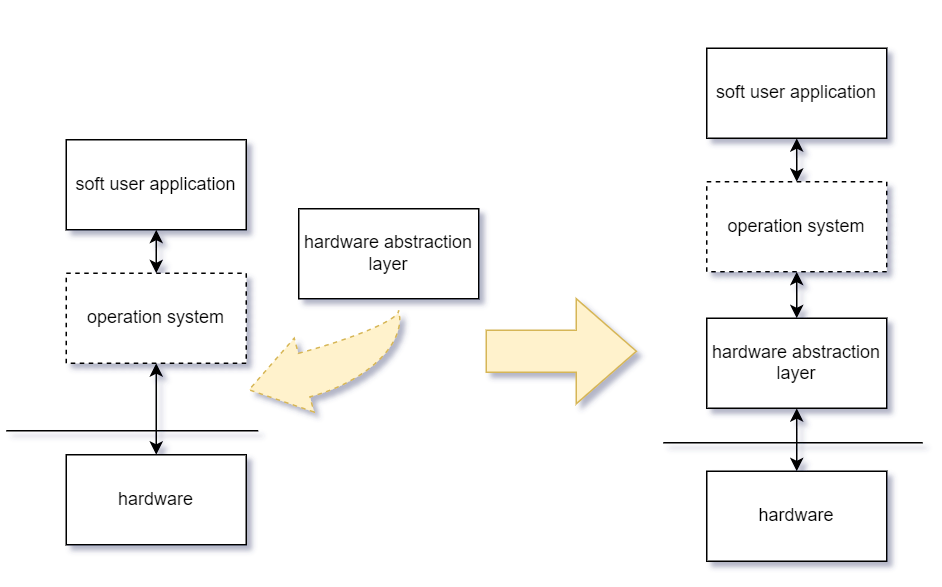 soft user application
operation system
hardware
hardware abstraction
layer
soft user application
operation system
hardware abstraction
layer
hardware